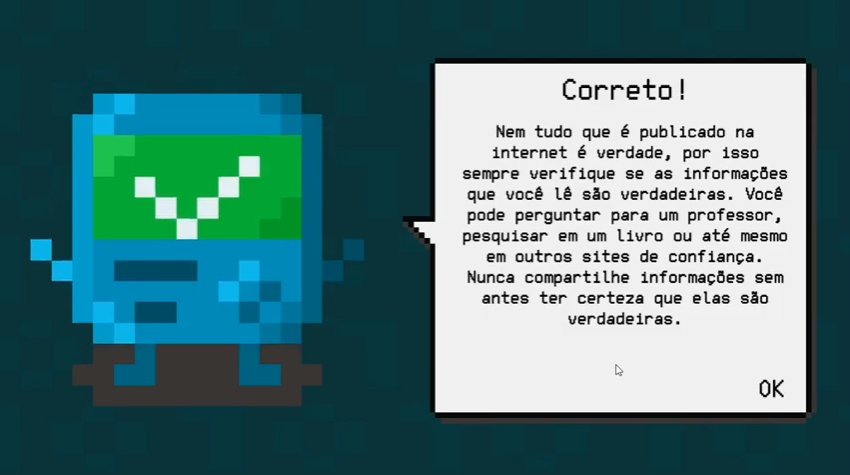 Correto!
Nem tudo que é publicado na
internet é verdade, por isso
sempre verifique se as informações
que você lê são verdadeiras. Você
pode perguntar para um professor,
pesquisar em um livro ou até mesmo
em outros sites de confiança.
Nunca compartilhe informações sem
antes ter certeza que elas são
verdadeiras.
OK